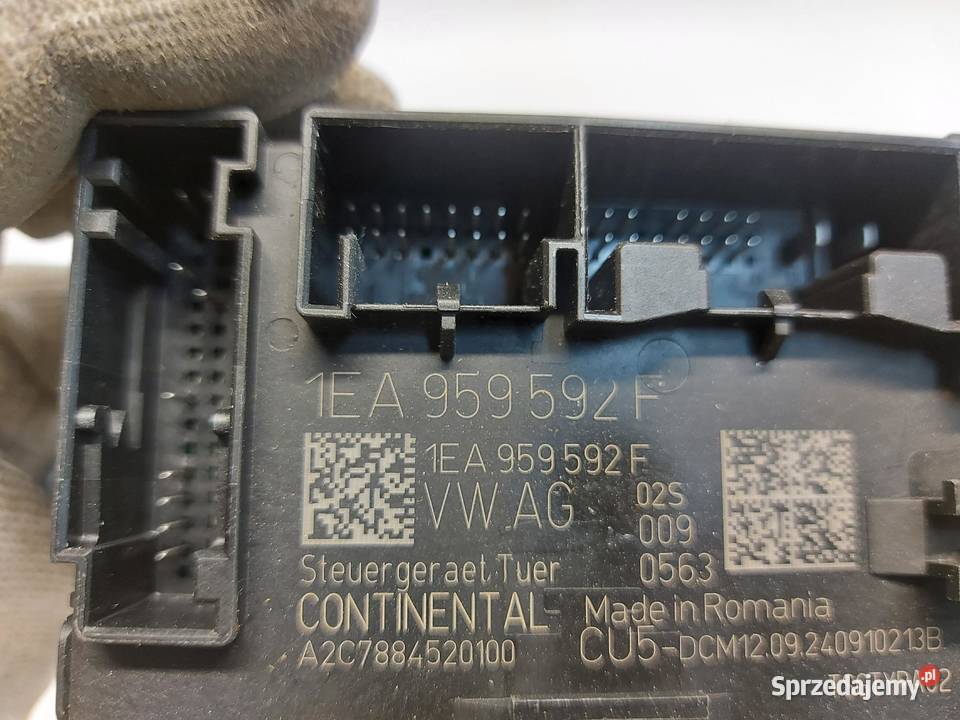 1EA 959 592 F
1EA 959 592 F
VW AG
02S
009
0563
Steuergeraet Tuer
CONTINENTAL
Made in Romania
A2C7884520100
CU5-DCM12.09.240910213B
Sprzedajemy.pl